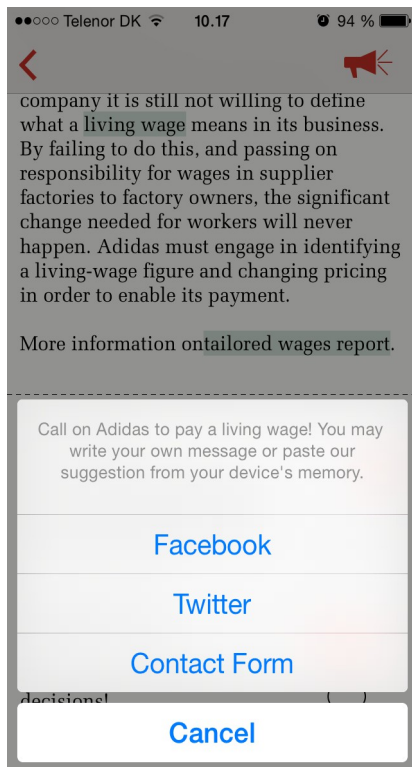 Telenor DK 10.17 94 %
company it is still not willing to define
what a living wage means in its business.
By failing to do this, and passing on
responsibility for wages in supplier
factories to factory owners, the significant
change needed for workers will never
happen. Adidas must engage in identifying
a living-wage figure and changing pricing
in order to enable its payment.
More information ontailored wages report.
Call on Adidas to pay a living wage! You may
write your own message or paste our
suggestion from your device's memory.
Facebook
Twitter
Contact Form
decisions!
Cancel